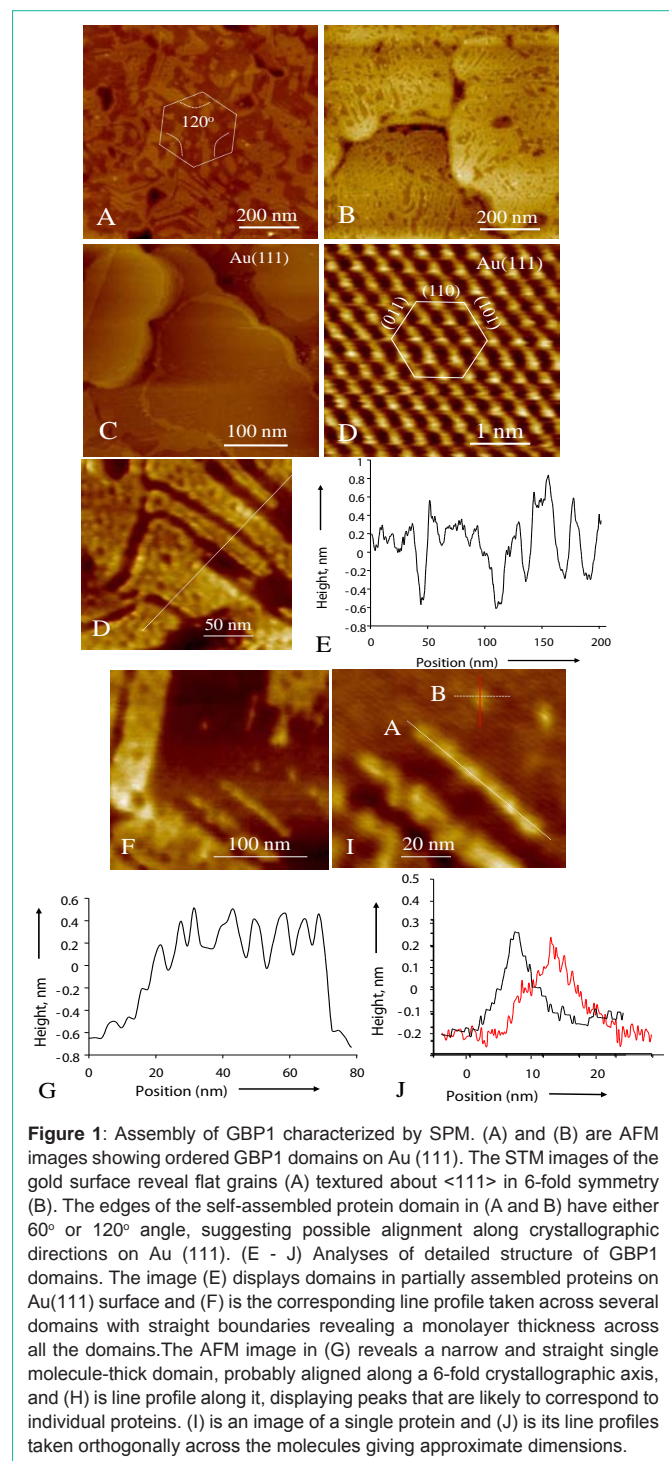 120°
A
200 nm
B
200 nm
Au(111)
C
100 nm
Au(111)
(011)
(110)
(101)
D
1 nm
D
50 nm
Height, nm
1
0.8
0.6
0.4
0.2
0
-0.2
-0.4
-0.6
-0.8
0 50 100 150 200
E
Position (nm)
F
100 nm
B
A
I
20 nm
Height, nm
0.6
0.4
0.2
0
-0.2
-0.4
-0.6
-0.8
0 20 40 60 80
G
Position (nm)
Height, nm
0.5
0.4
0.3
0.2
0.1
0
-0.1
-0.2
0 10 20
J
Position (nm)
Figure 1: Assembly of GBP1 characterized by SPM. (A) and (B) are AFM
images showing ordered GBP1 domains on Au (111). The STM images of the
gold surface reveal flat grains (A) textured about <111> in 6-fold symmetry
(B). The edges of the self-assembled protein domain in (A and B) have either
60° or 120° angle, suggesting possible alignment along crystallographic
directions on Au (111). (E - J) Analyses of detailed structure of GBP1
domains. The image (E) displays domains in partially assembled proteins on
Au(111) surface and (F) is the corresponding line profile taken across several
domains with straight boundaries revealing a monolayer thickness across
all the domains.The AFM image in (G) reveals a narrow and straight single
molecule-thick domain, probably aligned along a 6-fold crystallographic axis,
and (H) is line profile along it, displaying peaks that are likely to correspond to
individual proteins. (I) is an image of a single protein and (J) is its line profiles
taken orthogonally across the molecules giving approximate dimensions.